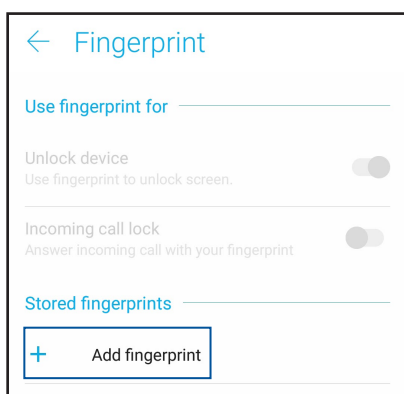 Fingerprint
Use fingerprint for
Unlock device
Use fingerprint to unlock screen.
Incoming call lock
Answer incoming call with your fingerprint
Stored fingerprints
+ Add fingerprint